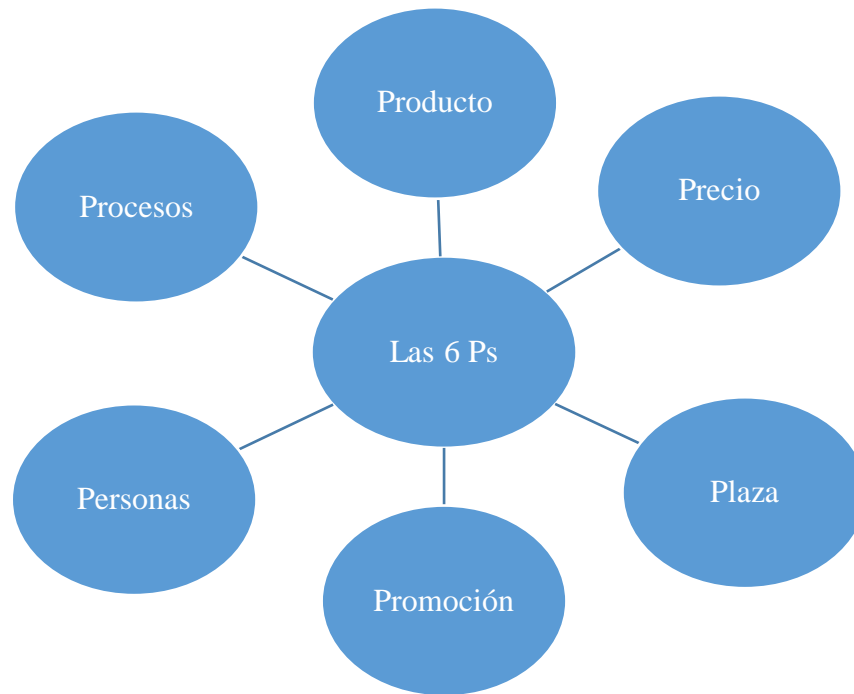 Producto
Precio
Procesos
Las 6 Ps
Plaza
Personas
Promoción